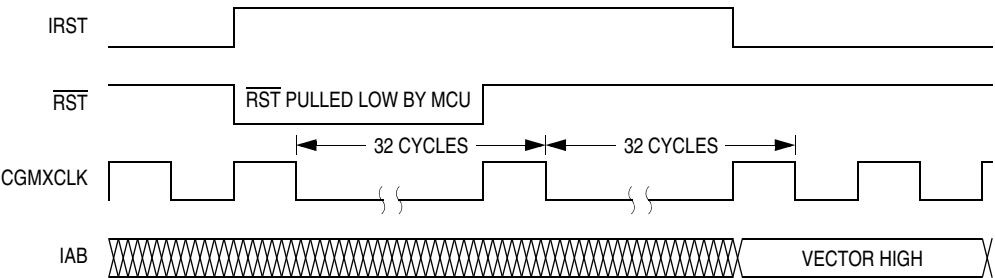 IRST
RST
RST PULLED LOW BY MCU
32 CYCLES
32 CYCLES
CGMXCLK
IAB
VECTOR HIGH